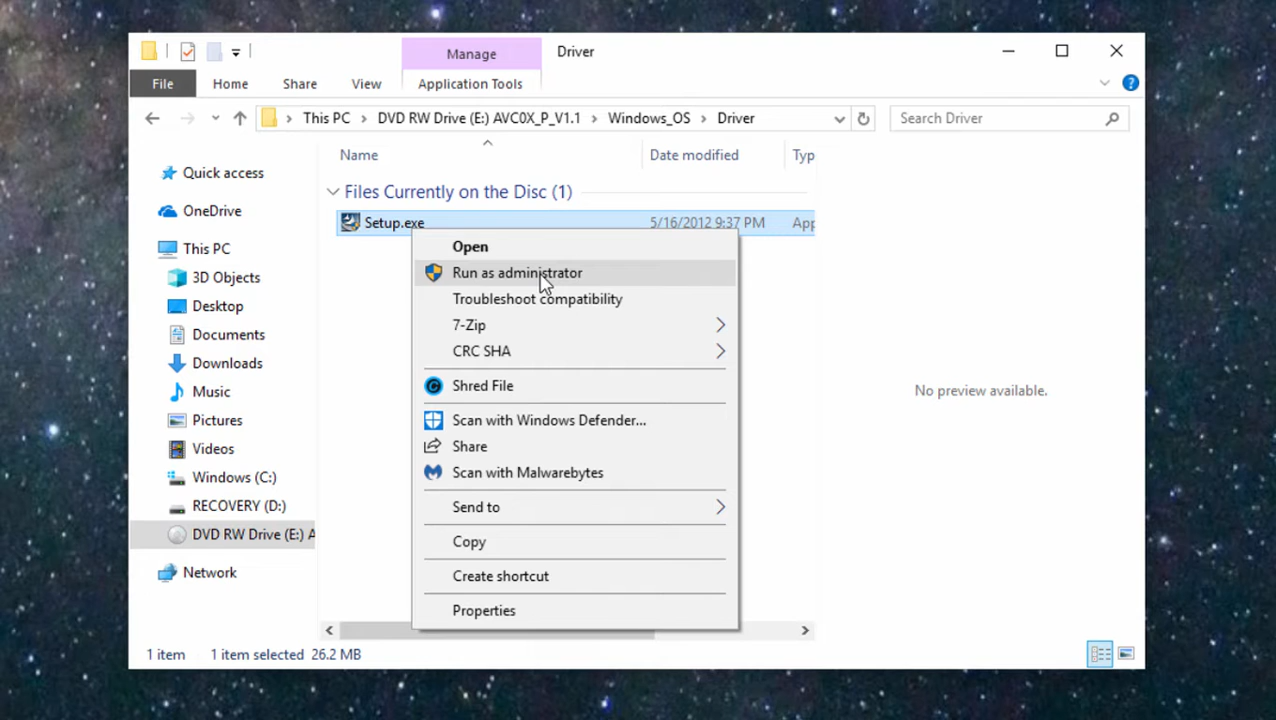 Manage
Driver
File
Home
Share
View
Application Tools
This PC
DVD RW Drive (E:) AVC0X_P_V1.1
Windows_OS
Driver
Search Driver
Name
Date modified
Typ
Files Currently on the Disc (1)
Setup.exe
5/16/2012 9:37 PM
App
Quick access
OneDrive
This PC
3D Objects
Desktop
Documents
Downloads
Music
Pictures
Videos
Windows (C:)
RECOVERY (D:)
DVD RW Drive (E:) A
Network
Open
Run as administrator
Troubleshoot compatibility
7-Zip
CRC SHA
Shred File
Scan with Windows Defender...
Share
Scan with Malwarebytes
Send to
Copy
Create shortcut
Properties
No preview available.
1 item
1 item selected 26.2 MB